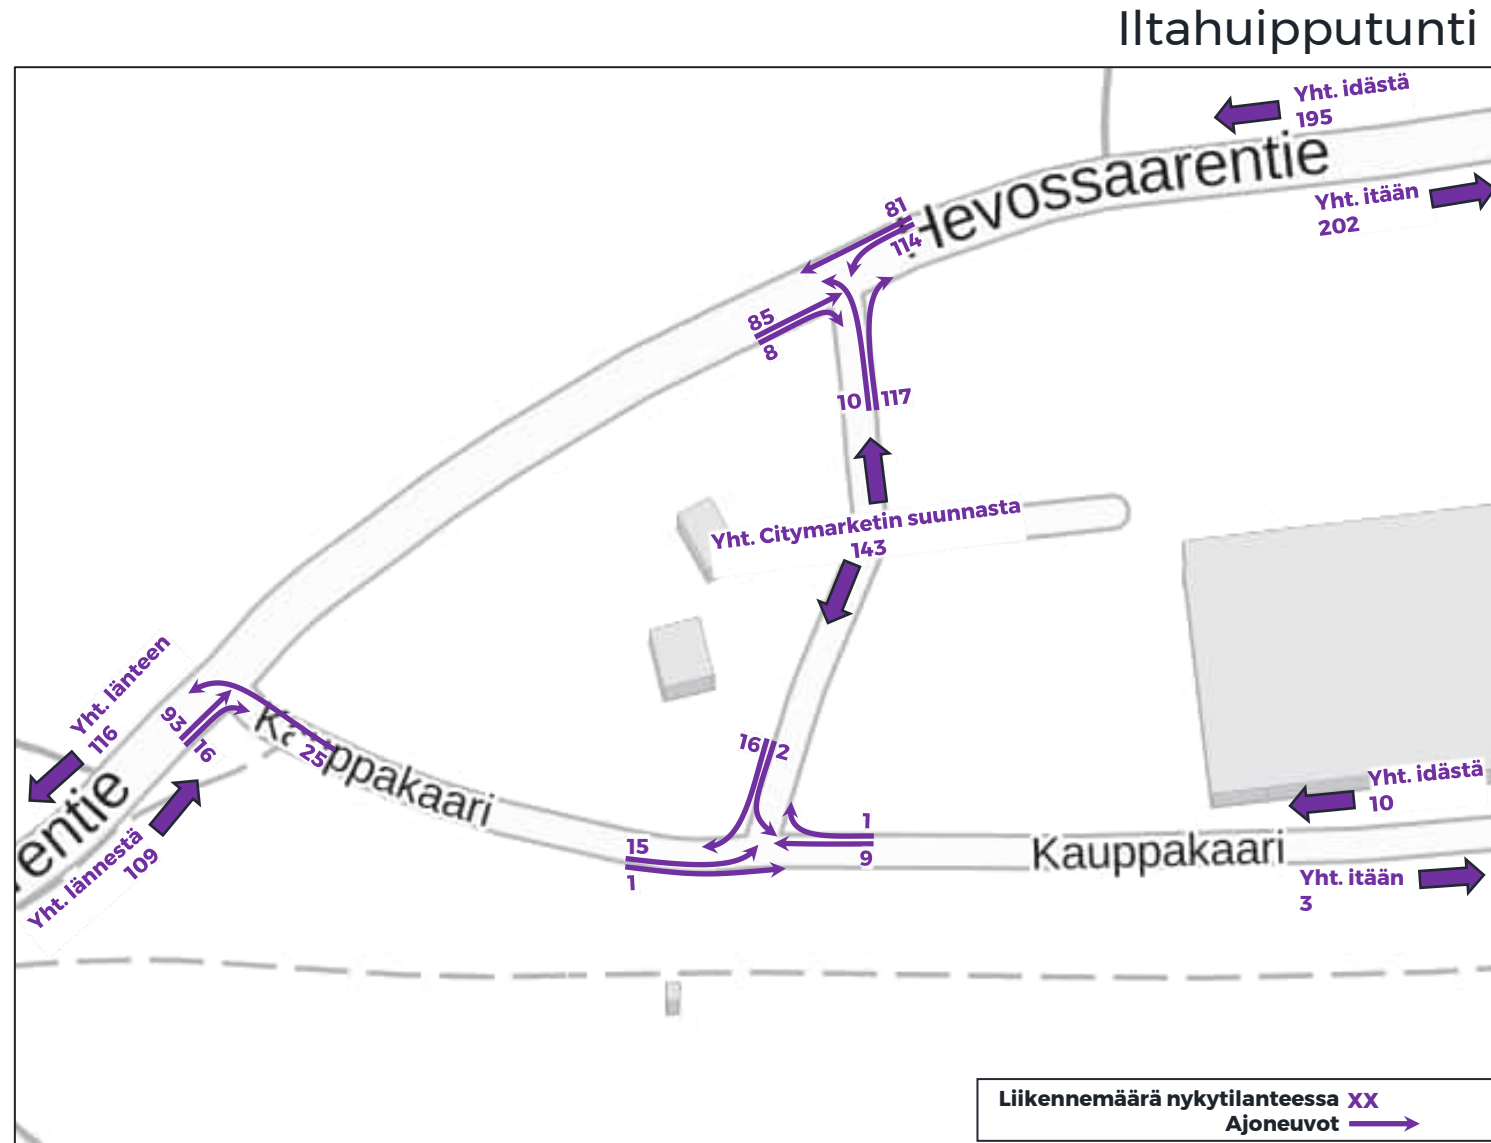 Iltahuipputunti
Yht. idästä
195
Hevossaarentie
Yht. itään
202
81
114
85
8
10
117
Yht. Citymarketin suunnasta
143
Yht. länteen
116
93
16
25
Kauppakaari
entie
Yht. lännestä
109
16
2
15
1
1
9
Yht. idästä
10
Kauppakaari
Yht. itään
3
Liikennemäärä nykytilanteessa xx
Ajoneuvot